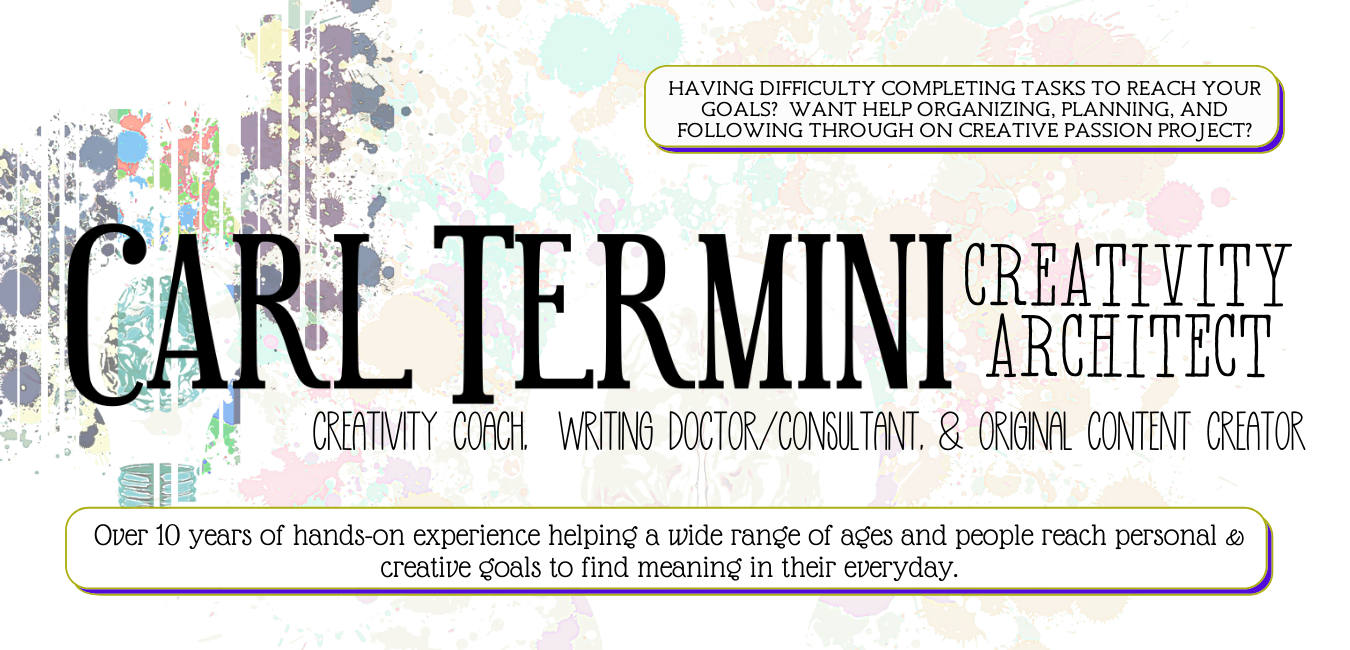 HAVING DIFFICULTY COMPLETING TASKS TO REACH YOUR
GOALS? WANT HELP ORGANIZING, PLANNING, AND
FOLLOWING THROUGH ON CREATIVE PASSION PROJECT?
CARL TERMINI
CREATIVITY
ARCHITECT
CREATIVITY COACH, WRITING DOCTOR/CONSULTANT, & ORIGINAL CONTENT CREATOR
Over 10 years of hands-on experience helping a wide range of ages and people reach personal &
creative goals to find meaning in their everyday.